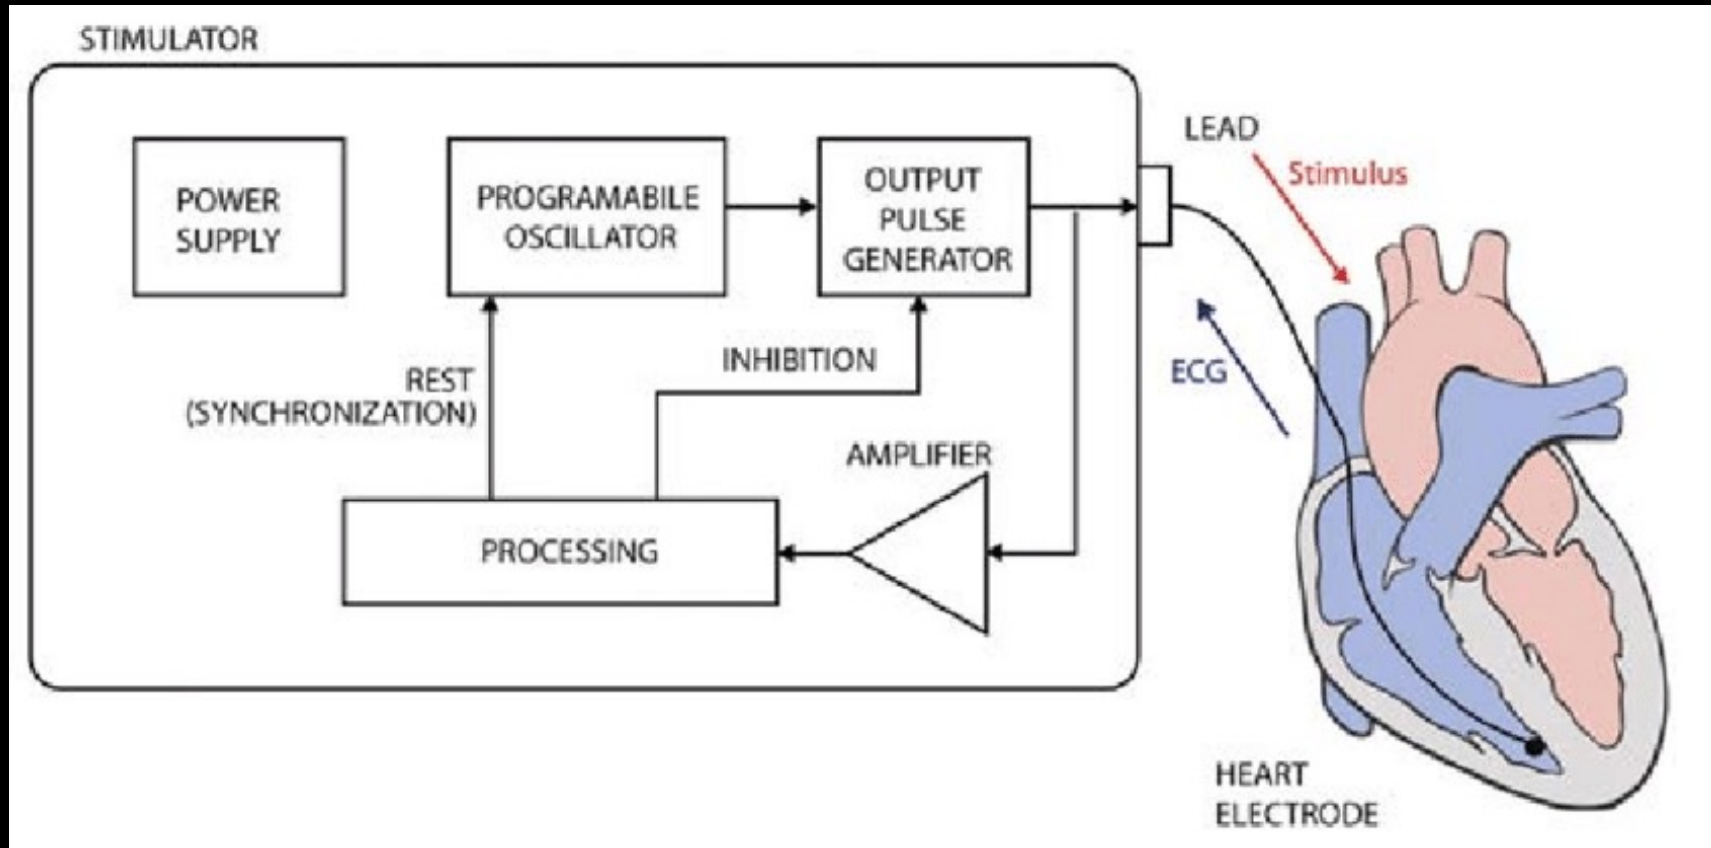 STIMULATOR
POWER
SUPPLY
PROGRAMABILE
OSCILLATOR
OUTPUT
PULSE
GENERATOR
LEAD
Stimulus
ECG
REST
(SYNCHRONIZATION)
INHIBITION
AMPLIFIER
PROCESSING
HEART
ELECTRODE